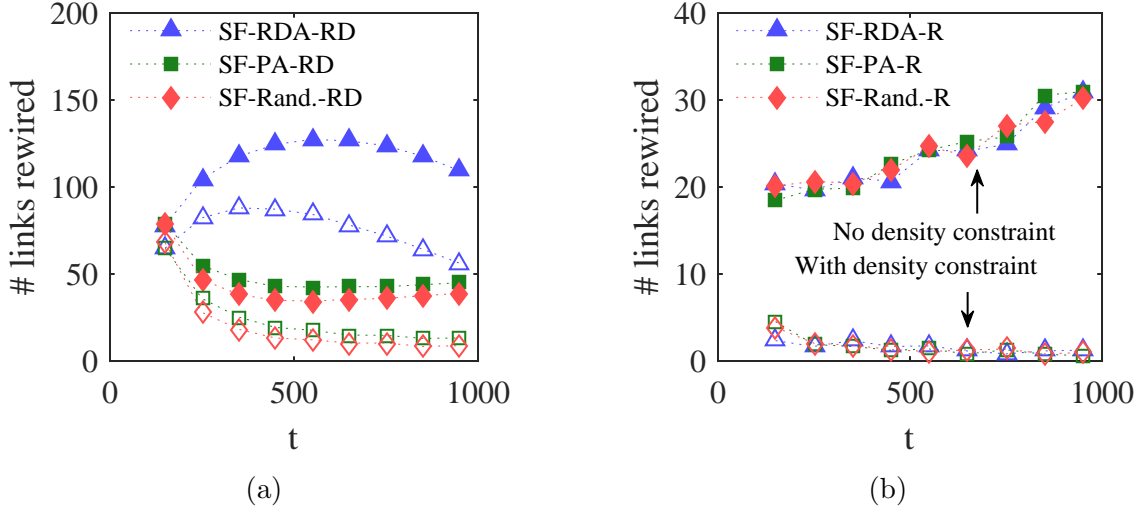 # links rewired
200
150
100
50
0
SF-RDA-RD
SF-PA-RD
SF-Rand.-RD
0
500
1000
t
(a)
# links rewired
40
30
20
10
0
SF-RDA-R
SF-PA-R
SF-Rand.-R
No density constraint
With density constraint
0
500
1000
t
(b)